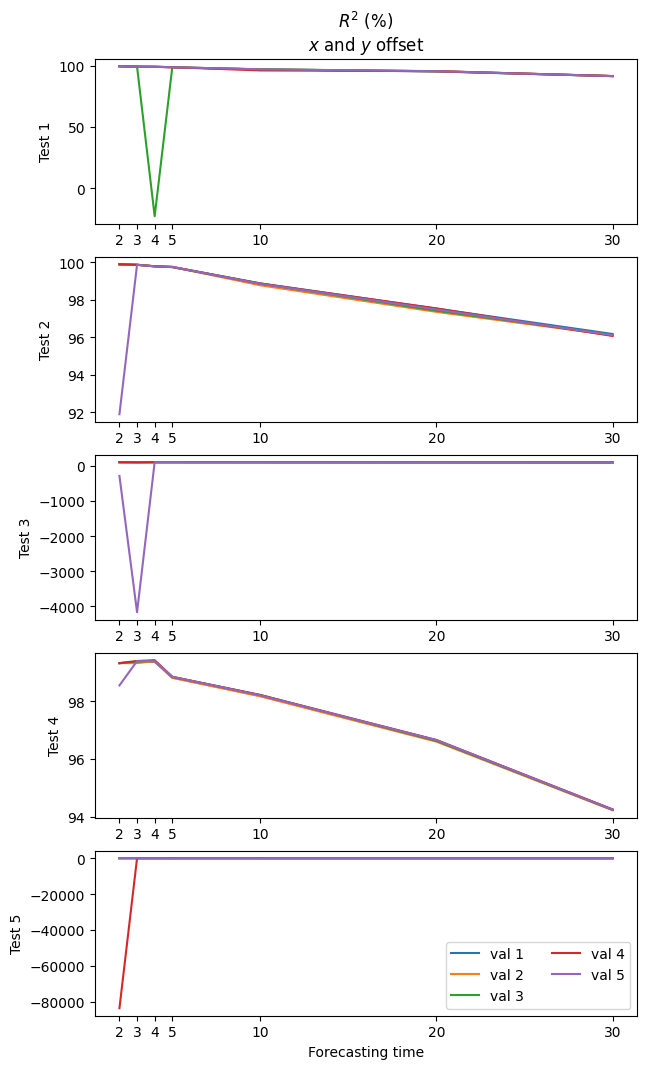 R² (%)
x and y offset
100
50
0
Test 1
2 3 4 5 10 20 30
100
98
96
94
92
Test 2
2 3 4 5 10 20 30
0
−1000
−2000
−3000
−4000
Test 3
2 3 4 5 10 20 30
98
96
94
Test 4
2 3 4 5 10 20 30
0
−20000
−40000
−60000
−80000
Test 5
val 1 val 4
val 2 val 5
val 3
2 3 4 5 10 20 30
Forecasting time